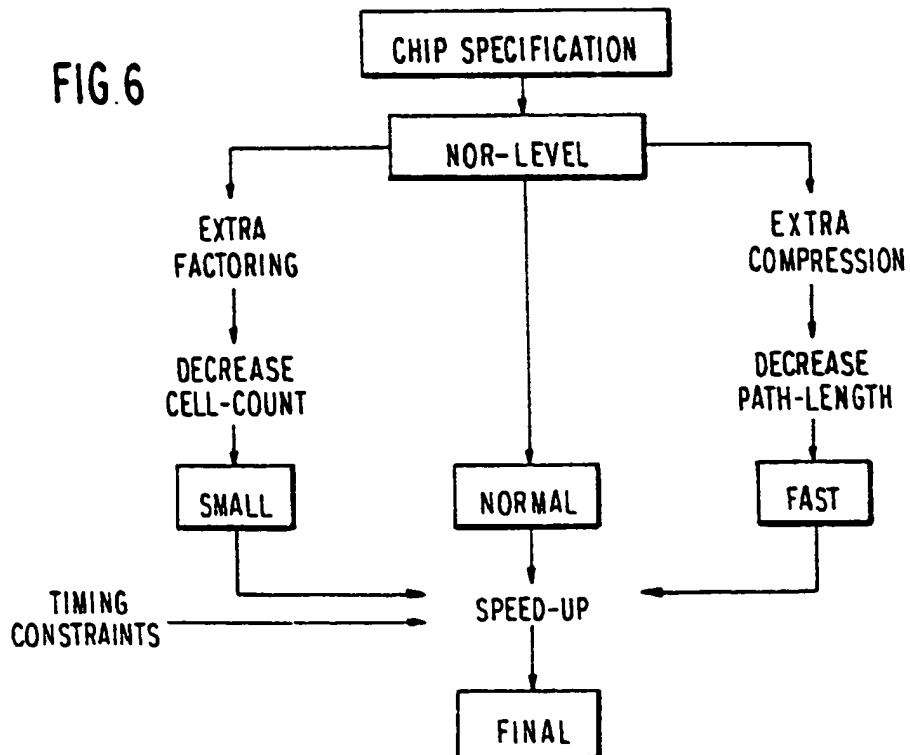 FIG.6
CHIP SPECIFICATION
NOR-LEVEL
EXTRA
FACTORING
EXTRA
COMPRESSION
DECREASE
CELL-COUNT
DECREASE
PATH-LENGTH
SMALL
NORMAL
FAST
TIMING
CONSTRAINTS
SPEED-UP
FINAL